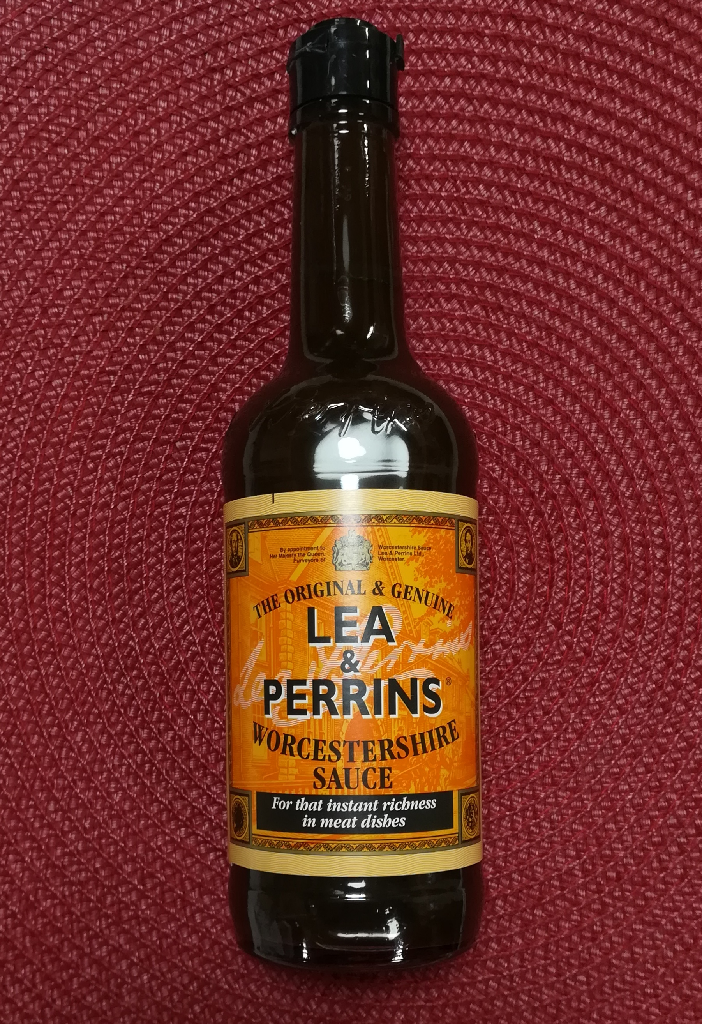 By appointment to
Her Majesty the Queen,
Purveyors of
Worcestershire Sauce
Lea & Perrins Ltd,
Worcester.
THE ORIGINAL & GENUINE
LEA
&
PERRINS®
WORCESTERSHIRE
SAUCE
For that instant richness
in meat dishes